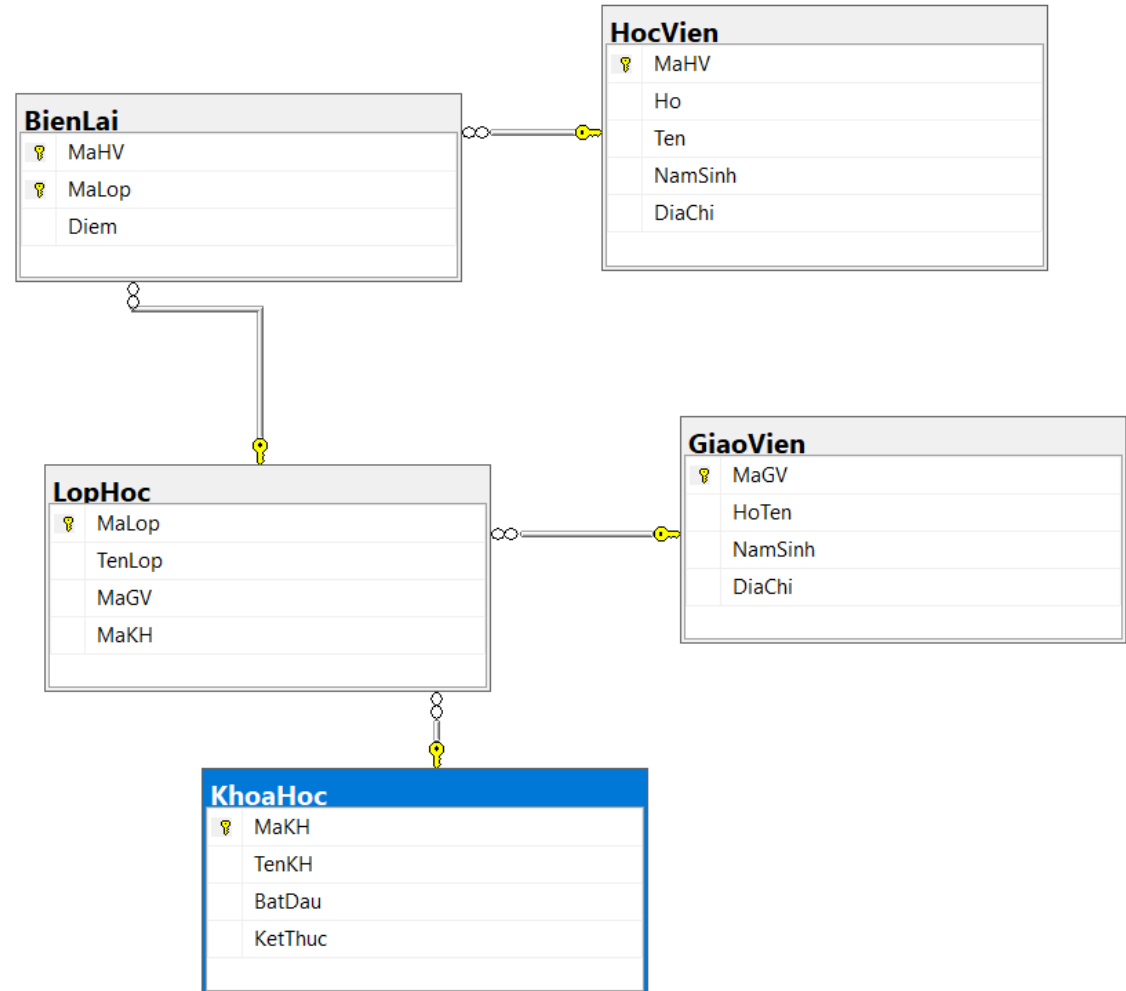 HocVien
MaHV
Ho
Ten
NamSinh
DiaChi
BienLai
MaHV
MaLop
Diem
GiaoVien
MaGV
HoTen
NamSinh
DiaChi
LopHoc
MaLop
TenLop
MaGV
MaKH
KhoaHoc
MaKH
TenKH
BatDau
KetThuc